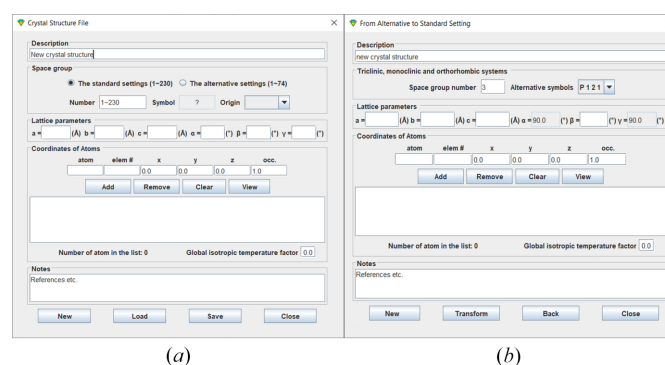 Crystal Structure File
Description
New crystal structure
Space group
The standard settings (1~230) The alternative settings (1~74)
Number 1~230 Symbol ? Origin
Lattice parameters
a = (Å) b = (Å) c = (Å) α = (°) β = (°) γ = (°)
Coordinates of Atoms
atom elem # x y z occ.
0.0 0.0 0.0 1.0
Add Remove Clear View
Number of atom in the list: 0 Global isotropic temperature factor 0.0
Notes
References etc.
New Load Save Close
(a)
From Alternative to Standard Setting
Description
new crystal structure
Triclinic, monoclinic and orthorhombic systems
Space group number 3 Alternative symbols P 1 2 1
Lattice parameters
a = (Å) b = (Å) c = (Å) α = 90.0 (°) β = (°) γ = 90.0 (°)
Coordinates of Atoms
atom elem # x y z occ.
0.0 0.0 0.0 1.0
Add Remove Clear View
Number of atom in the list: 0 Global isotropic temperature factor 0.0
Notes
References etc.
New Transform Back Close
(b)